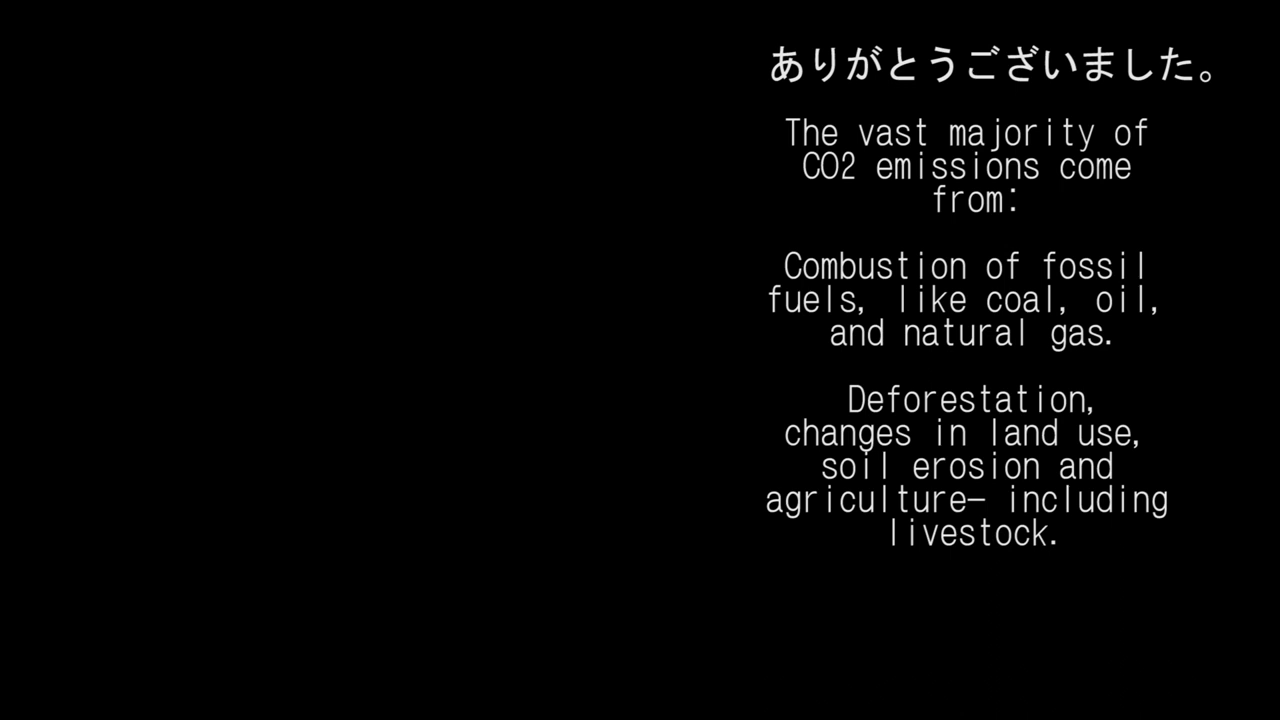 ありがとうございました。
The vast majority of
CO2 emissions come
from:
Combustion of fossil
fuels, like coal, oil,
and natural gas.
Deforestation,
changes in land use,
soil erosion and
agriculture— including
livestock.